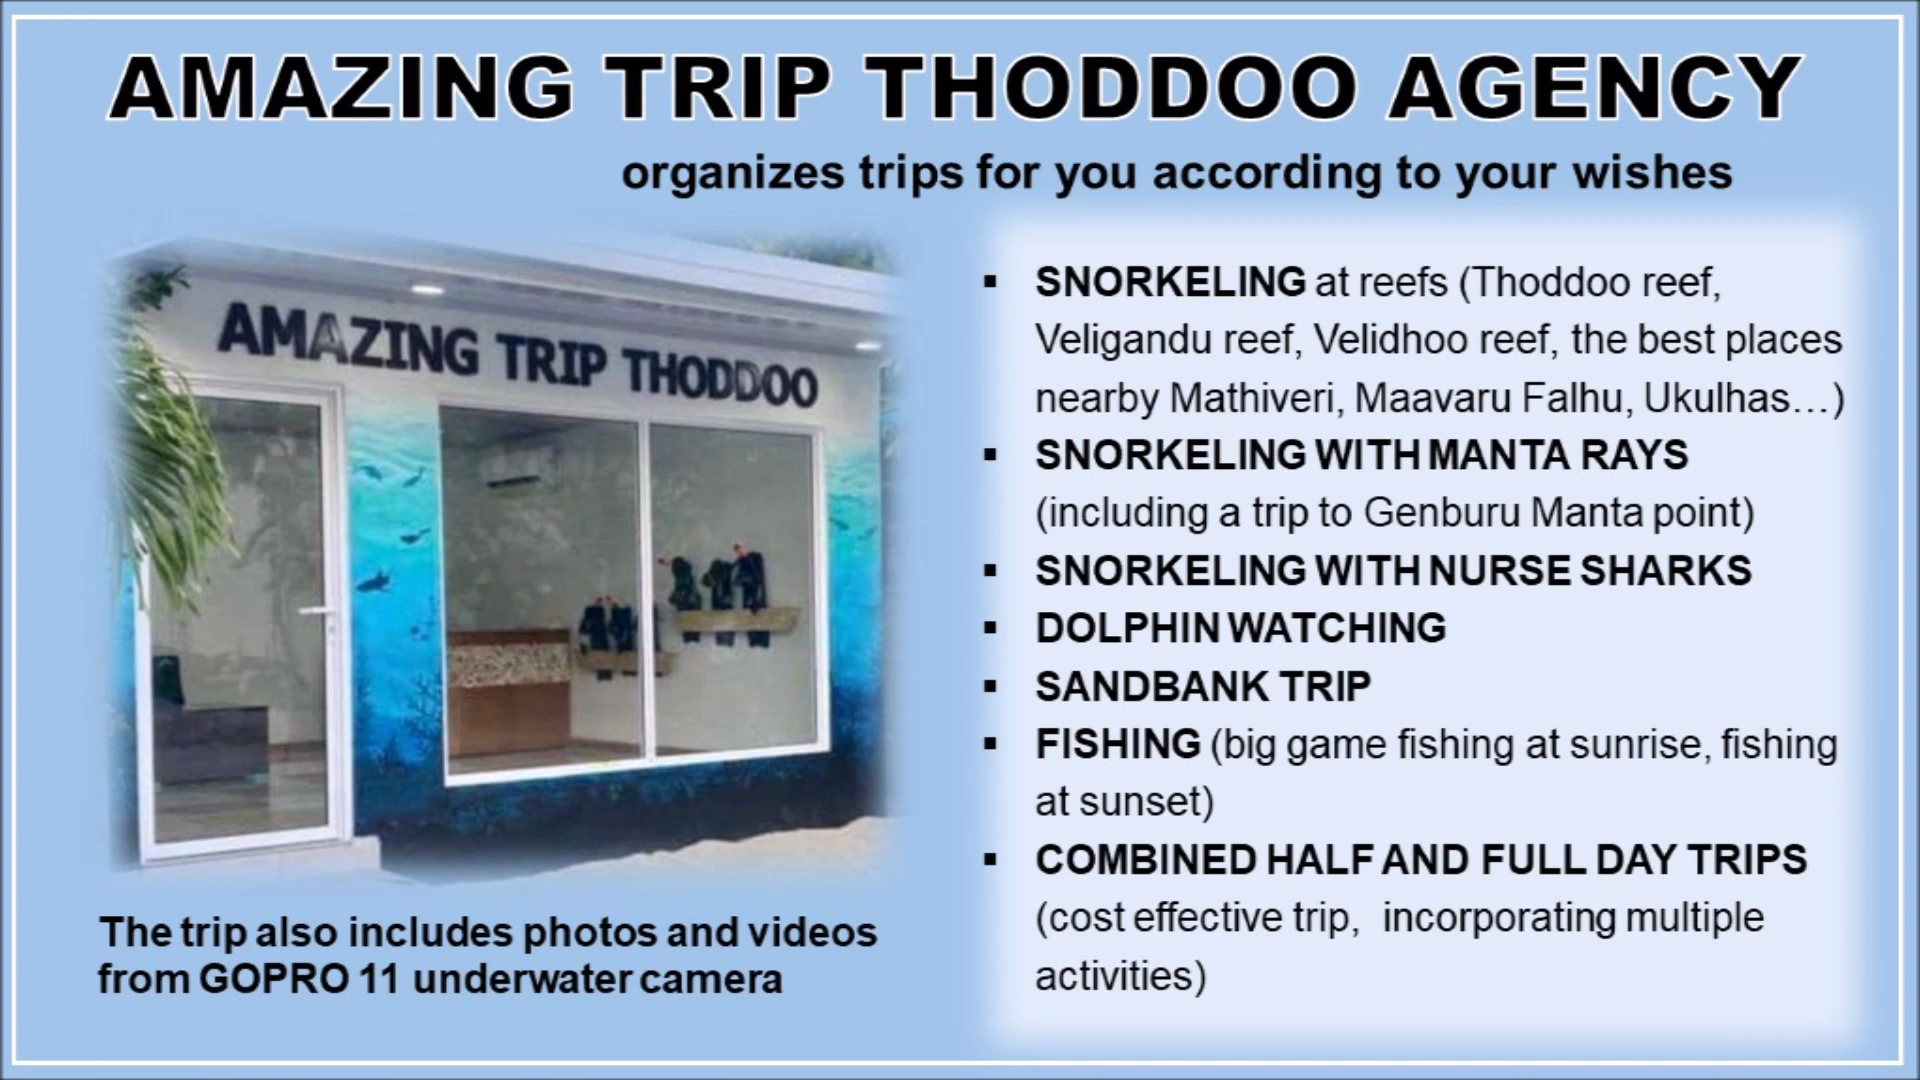 AMAZING TRIP THODDOO AGENCY
organizes trips for you according to your wishes
AMAZING TRIP THODDOO
The trip also includes photos and videos
from GOPRO 11 underwater camera
▪ SNORKELING at reefs (Thoddoo reef,
Veligandu reef, Velidhoo reef, the best places
nearby Mathiveri, Maavaru Falhu, Ukulhas...)
▪ SNORKELING WITH MANTA RAYS
(including a trip to Genburu Manta point)
▪ SNORKELING WITH NURSE SHARKS
▪ DOLPHIN WATCHING
▪ SANDBANK TRIP
▪ FISHING (big game fishing at sunrise, fishing
at sunset)
▪ COMBINED HALF AND FULL DAY TRIPS
(cost effective trip, incorporating multiple
activities)